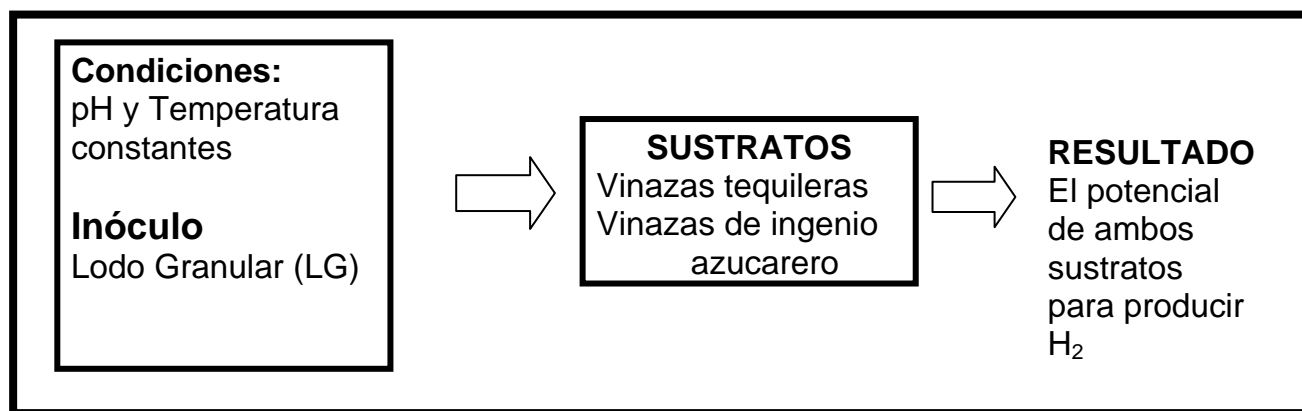 Condiciones:
pH y Temperatura
constantes
Inóculo
Lodo Granular (LG)
SUSTRATOS
Vinazas tequileras
Vinazas de ingenio
azucarero
RESULTADO
El potencial
de ambos
sustratos
para producir
H₂